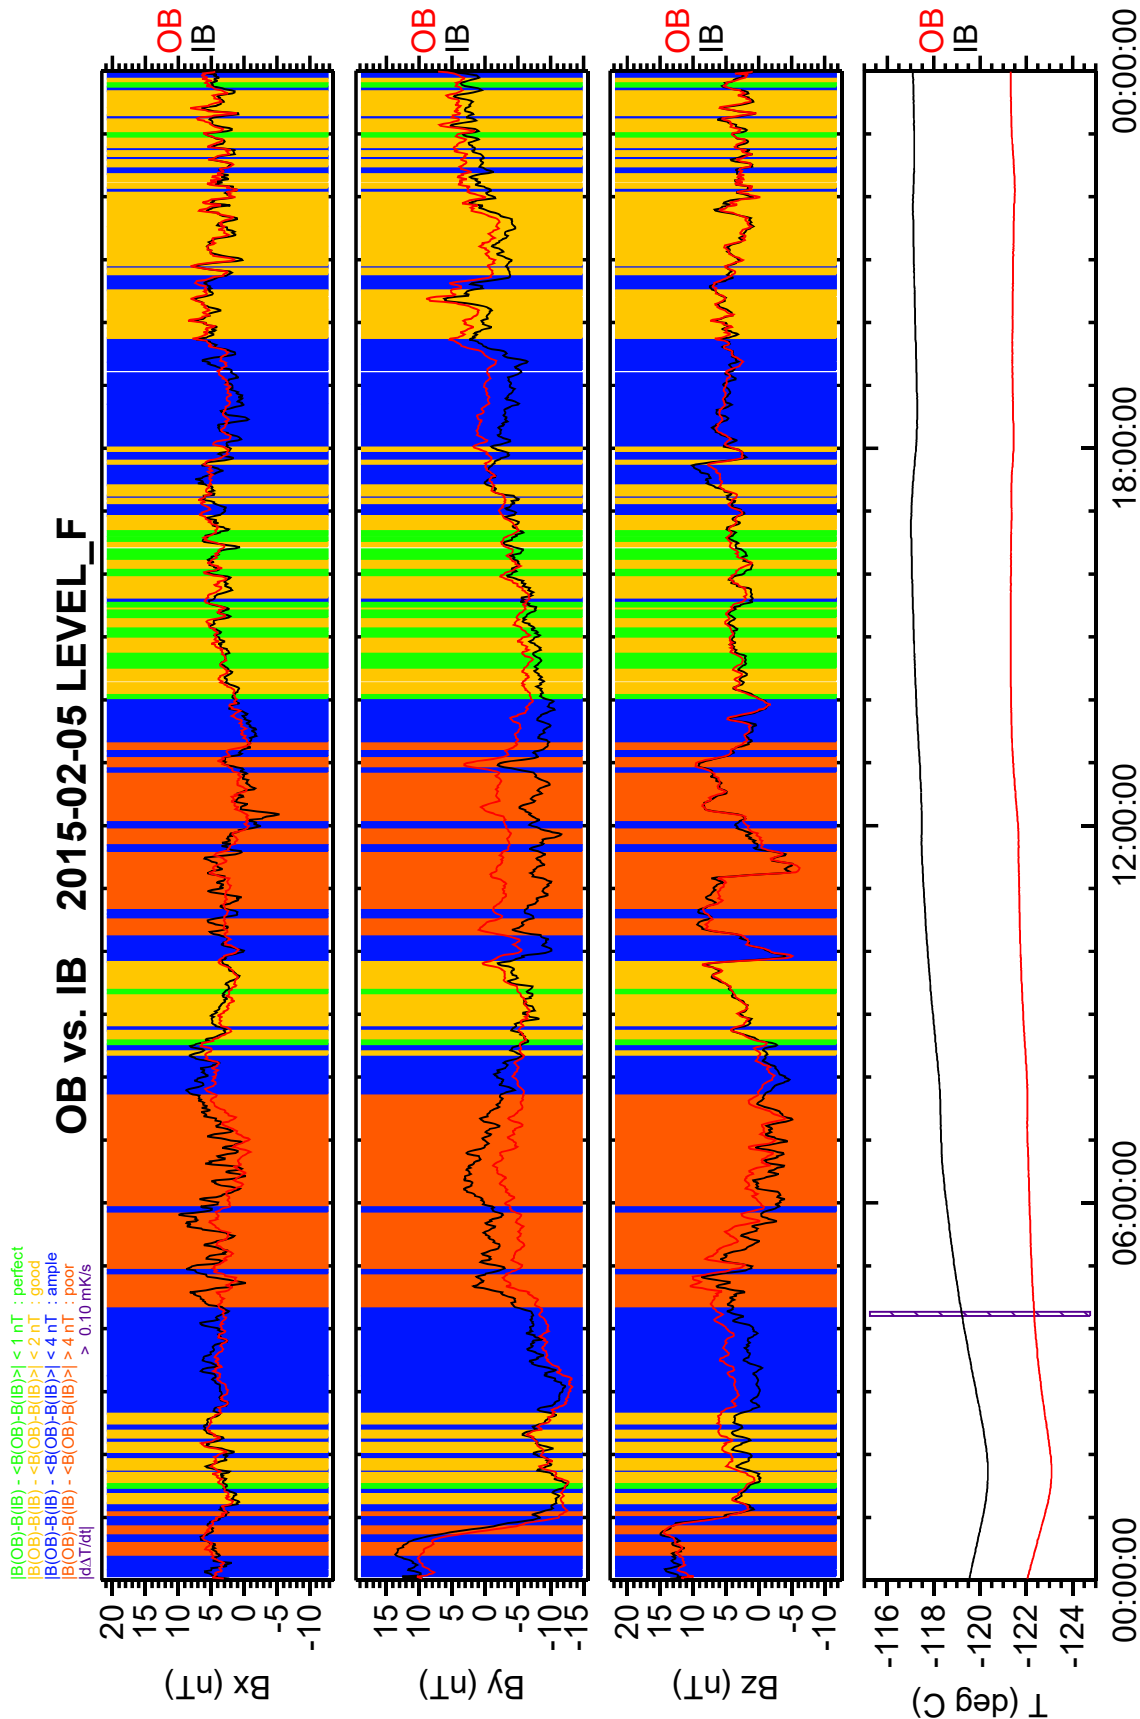 |B(OB)-B(IB) - <B(OB)-B(IB)>| < 1 nT : perfect
|B(OB)-B(IB) - <B(OB)-B(IB)>| < 2 nT : good
|B(OB)-B(IB) - <B(OB)-B(IB)>| < 4 nT : ample
|B(OB)-B(IB) - <B(OB)-B(IB)>| > 4 nT : poor
|dΔT/dt| > 0.10 mK/s
OB vs. IB 2015-02-05 LEVEL_F
Bx (nT)
20
15
10
5
0
-5
-10
OB
IB
By (nT)
15
10
5
0
-5
-10
-15
OB
IB
Bz (nT)
20
15
10
5
0
-5
-10
OB
IB
T (deg C)
-116
-118
-120
-122
-124
OB
IB
00:00:00
06:00:00
12:00:00
18:00:00
00:00:00